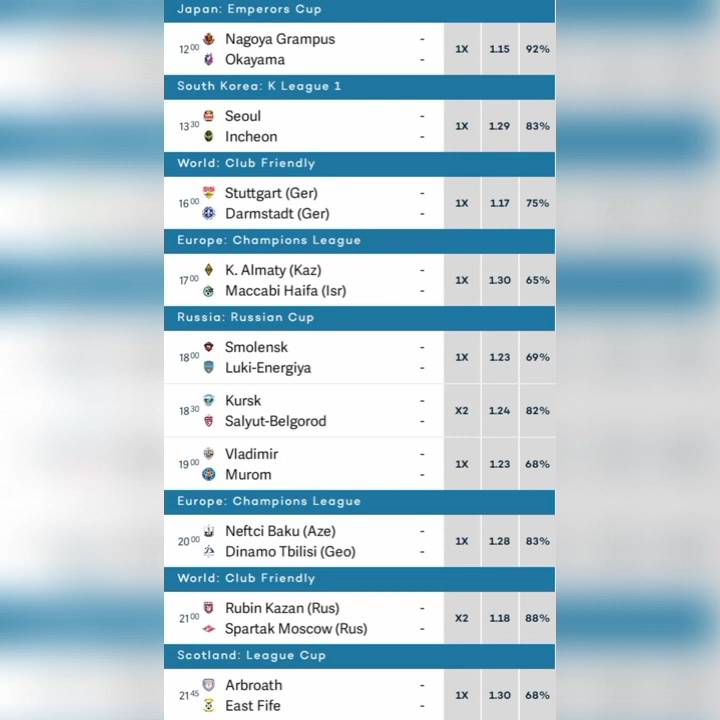 Japan: Emperors Cup
12 00 Nagoya Grampus - 1X 1.15 92%
Okayama -
South Korea: K League 1
13 30 Seoul - 1X 1.29 83%
Incheon -
World: Club Friendly
16 00 Stuttgart (Ger) - 1X 1.17 75%
Darmstadt (Ger) -
Europe: Champions League
17 00 K. Almaty (Kaz) - 1X 1.30 65%
Maccabi Haifa (Isr) -
Russia: Russian Cup
18 00 Smolensk - 1X 1.23 69%
Luki-Energiya -
18 30 Kursk - X2 1.24 82%
Salyut-Belgorod -
19 00 Vladimir - 1X 1.23 68%
Murom -
Europe: Champions League
20 00 Neftci Baku (Aze) - 1X 1.28 83%
Dinamo Tbilisi (Geo) -
World: Club Friendly
21 00 Rubin Kazan (Rus) - X2 1.18 88%
Spartak Moscow (Rus) -
Scotland: League Cup
21 45 Arbroath - 1X 1.30 68%
East Fife -